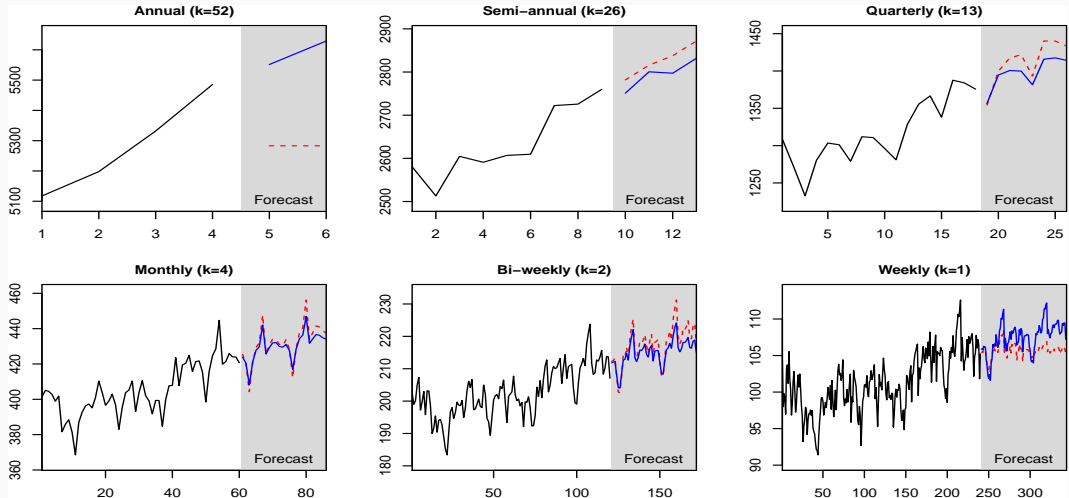 Annual (k=52)
5100 5300 5500
Forecast
1 2 3 4 5 6
Semi−annual (k=26)
2500 2600 2700 2800 2900
Forecast
2 4 6 8 10 12
Quarterly (k=13)
1250 1350 1450
Forecast
5 10 15 20 25
Monthly (k=4)
360 380 400 420 440 460
Forecast
20 40 60 80
Bi−weekly (k=2)
180 190 200 210 220 230
Forecast
50 100 150
Weekly (k=1)
90 95 100 105 110
Forecast
50 100 150 200 250 300